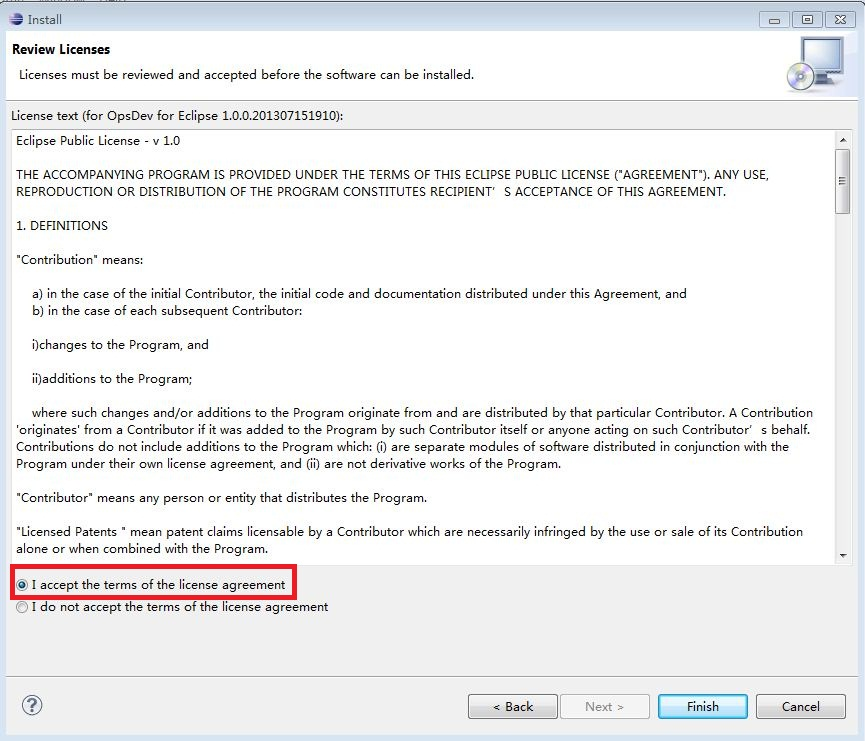 Install
Review Licenses
Licenses must be reviewed and accepted before the software can be installed.
License text (for OpsDev for Eclipse 1.0.0.201307151910):
Eclipse Public License - v 1.0
THE ACCOMPANYING PROGRAM IS PROVIDED UNDER THE TERMS OF THIS ECLIPSE PUBLIC LICENSE ("AGREEMENT"). ANY USE,
REPRODUCTION OR DISTRIBUTION OF THE PROGRAM CONSTITUTES RECIPIENT’S ACCEPTANCE OF THIS AGREEMENT.
1. DEFINITIONS
"Contribution" means:
a) in the case of the initial Contributor, the initial code and documentation distributed under this Agreement, and
b) in the case of each subsequent Contributor:
i)changes to the Program, and
ii)additions to the Program;
where such changes and/or additions to the Program originate from and are distributed by that particular Contributor. A Contribution
'originates' from a Contributor if it was added to the Program by such Contributor itself or anyone acting on such Contributor’s behalf.
Contributions do not include additions to the Program which: (i) are separate modules of software distributed in conjunction with the
Program under their own license agreement, and (ii) are not derivative works of the Program.
"Contributor" means any person or entity that distributes the Program.
"Licensed Patents " mean patent claims licensable by a Contributor which are necessarily infringed by the use or sale of its Contribution
alone or when combined with the Program.
I accept the terms of the license agreement
I do not accept the terms of the license agreement
?
< Back
Next >
Finish
Cancel